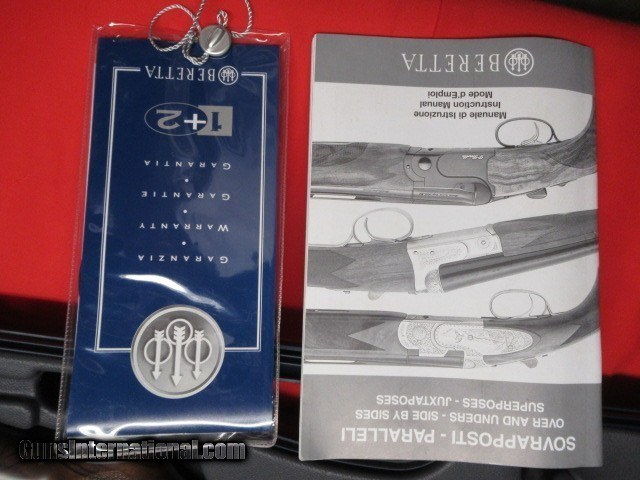 BERETTA
1+2
GARANTIA
GARANTIE
WARRANTY
GARANZIA
BERETTA
Manuale di Istruzione
Instruction Manual
Mode d'Emploi
SOVRAPPOSTI - PARALLELI
OVER AND UNDERS - SIDE BY SIDES
SUPERPOSES - JUXTAPOSES
GunsInternational.com